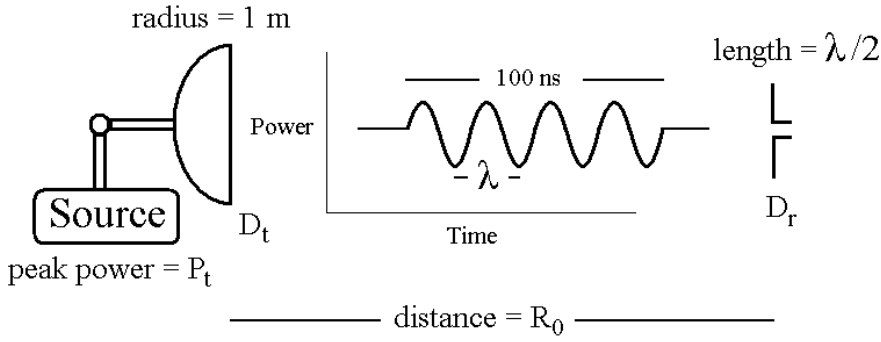 radius = 1 m
length = λ/2
100 ns
Power
λ
Source
D_t
D_r
Time
peak power = P_t
distance = R_0